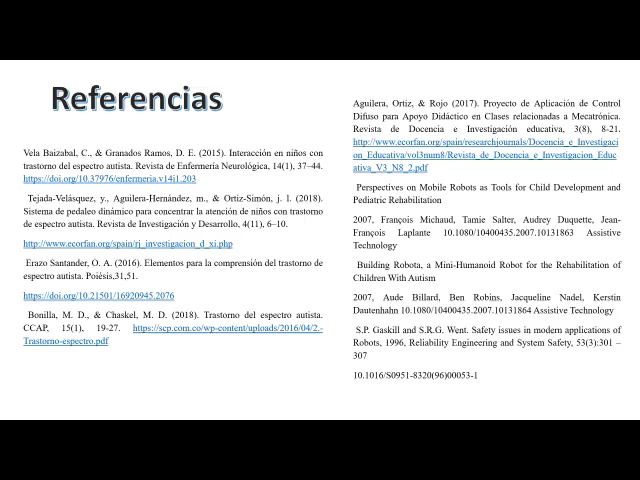 Referencias
Vela Baizabal, C., & Granados Ramos, D. E. (2015). Interacción en niños con
trastorno del espectro autista. Revista de Enfermería Neurológica, 14(1), 37–44.
https://doi.org/10.37976/enfermeria.v14i1.203
Tejada-Velásquez, y., Aguilera-Hernández, m., & Ortiz-Simón, j. l. (2018).
Sistema de pedaleo dinámico para concentrar la atención de niños con trastorno
de espectro autista. Revista de Investigación y Desarrollo, 4(11), 6–10.
http://www.ecorfan.org/spain/rj_investigacion_d_xi.php
Erazo Santander, O. A. (2016). Elementos para la comprensión del trastorno de
espectro autista. Poiésis,31,51.
https://doi.org/10.21501/16920945.2076
Bonilla, M. D., & Chaskel, M. D. (2018). Trastorno del espectro autista.
CCAP, 15(1), 19-27. https://scp.com.co/wp-content/uploads/2016/04/2.-
Trastorno-espectro.pdf
Aguilera, Ortiz, & Rojo (2017). Proyecto de Aplicación de Control
Difuso para Apoyo Didáctico en Clases relacionadas a Mecatrónica.
Revista de Docencia e Investigación educativa, 3(8), 8-21.
http://www.ecorfan.org/spain/researchjournals/Docencia_e_Investigaci
on_Educativa/vol3num8/Revista_de_Docencia_e_Investigacion_Educ
ativa_V3_N8_2.pdf
Perspectives on Mobile Robots as Tools for Child Development and
Pediatric Rehabilitation
2007, François Michaud, Tamie Salter, Audrey Duquette, Jean-
François Laplante 10.1080/10400435.2007.10131863 Assistive
Technology
Building Robota, a Mini-Humanoid Robot for the Rehabilitation of
Children With Autism
2007, Aude Billard, Ben Robins, Jacqueline Nadel, Kerstin
Dautenhahn 10.1080/10400435.2007.10131864 Assistive Technology
S.P. Gaskill and S.R.G. Went. Safety issues in modern applications of
Robots, 1996, Reliability Engineering and System Safety, 53(3):301 –
307
10.1016/S0951-8320(96)00053-1